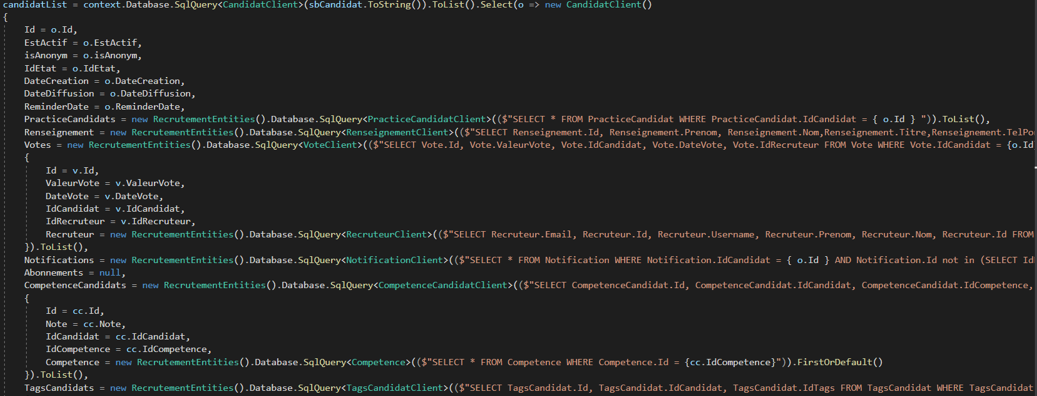 candidatList = context.Database.SqlQuery<CandidatClient>(sbCandidat.ToString()).ToList().Select(o => new CandidatClient()
{
Id = o.Id,
EstActif = o.EstActif,
isAnonym = o.isAnonym,
IdEtat = o.IdEtat,
DateCreation = o.DateCreation,
DateDiffusion = o.DateDiffusion,
ReminderDate = o.ReminderDate,
PracticeCandidats = new RecrutementEntities().Database.SqlQuery<PracticeCandidatClient>(($"SELECT * FROM PracticeCandidat WHERE PracticeCandidat.IdCandidat = { o.Id } ")).ToList(),
Renseignement = new RecrutementEntities().Database.SqlQuery<RenseignementClient>(($"SELECT Renseignement.Id, Renseignement.Prenom, Renseignement.Nom,Renseignement.Titre,Renseignement.TelPo
Votes = new RecrutementEntities().Database.SqlQuery<VoteClient>(($"SELECT Vote.Id, Vote.ValeurVote, Vote.IdCandidat, Vote.DateVote, Vote.IdRecruteur FROM Vote WHERE Vote.IdCandidat = {o.Id
{
Id = v.Id,
ValeurVote = v.ValeurVote,
DateVote = v.DateVote,
IdCandidat = v.IdCandidat,
IdRecruteur = v.IdRecruteur,
Recruteur = new RecrutementEntities().Database.SqlQuery<RecruteurClient>(($"SELECT Recruteur.Email, Recruteur.Id, Recruteur.Username, Recruteur.Prenom, Recruteur.Nom, Recruteur.Id FROM
}).ToList(),
Notifications = new RecrutementEntities().Database.SqlQuery<NotificationClient>(($"SELECT * FROM Notification WHERE Notification.IdCandidat = { o.Id } AND Notification.Id not in (SELECT Id
Abonnements = null,
CompetenceCandidats = new RecrutementEntities().Database.SqlQuery<CompetenceCandidatClient>(($"SELECT CompetenceCandidat.Id, CompetenceCandidat.IdCandidat, CompetenceCandidat.IdCompetence,
{
Id = cc.Id,
Note = cc.Note,
IdCandidat = cc.IdCandidat,
IdCompetence = cc.IdCompetence,
Competence = new RecrutementEntities().Database.SqlQuery<Competence>(($"SELECT * FROM Competence WHERE Competence.Id = {cc.IdCompetence}")).FirstOrDefault()
}).ToList(),
TagsCandidats = new RecrutementEntities().Database.SqlQuery<TagsCandidatClient>(($"SELECT TagsCandidat.Id, TagsCandidat.IdCandidat, TagsCandidat.IdTags FROM TagsCandidat WHERE TagsCandidat